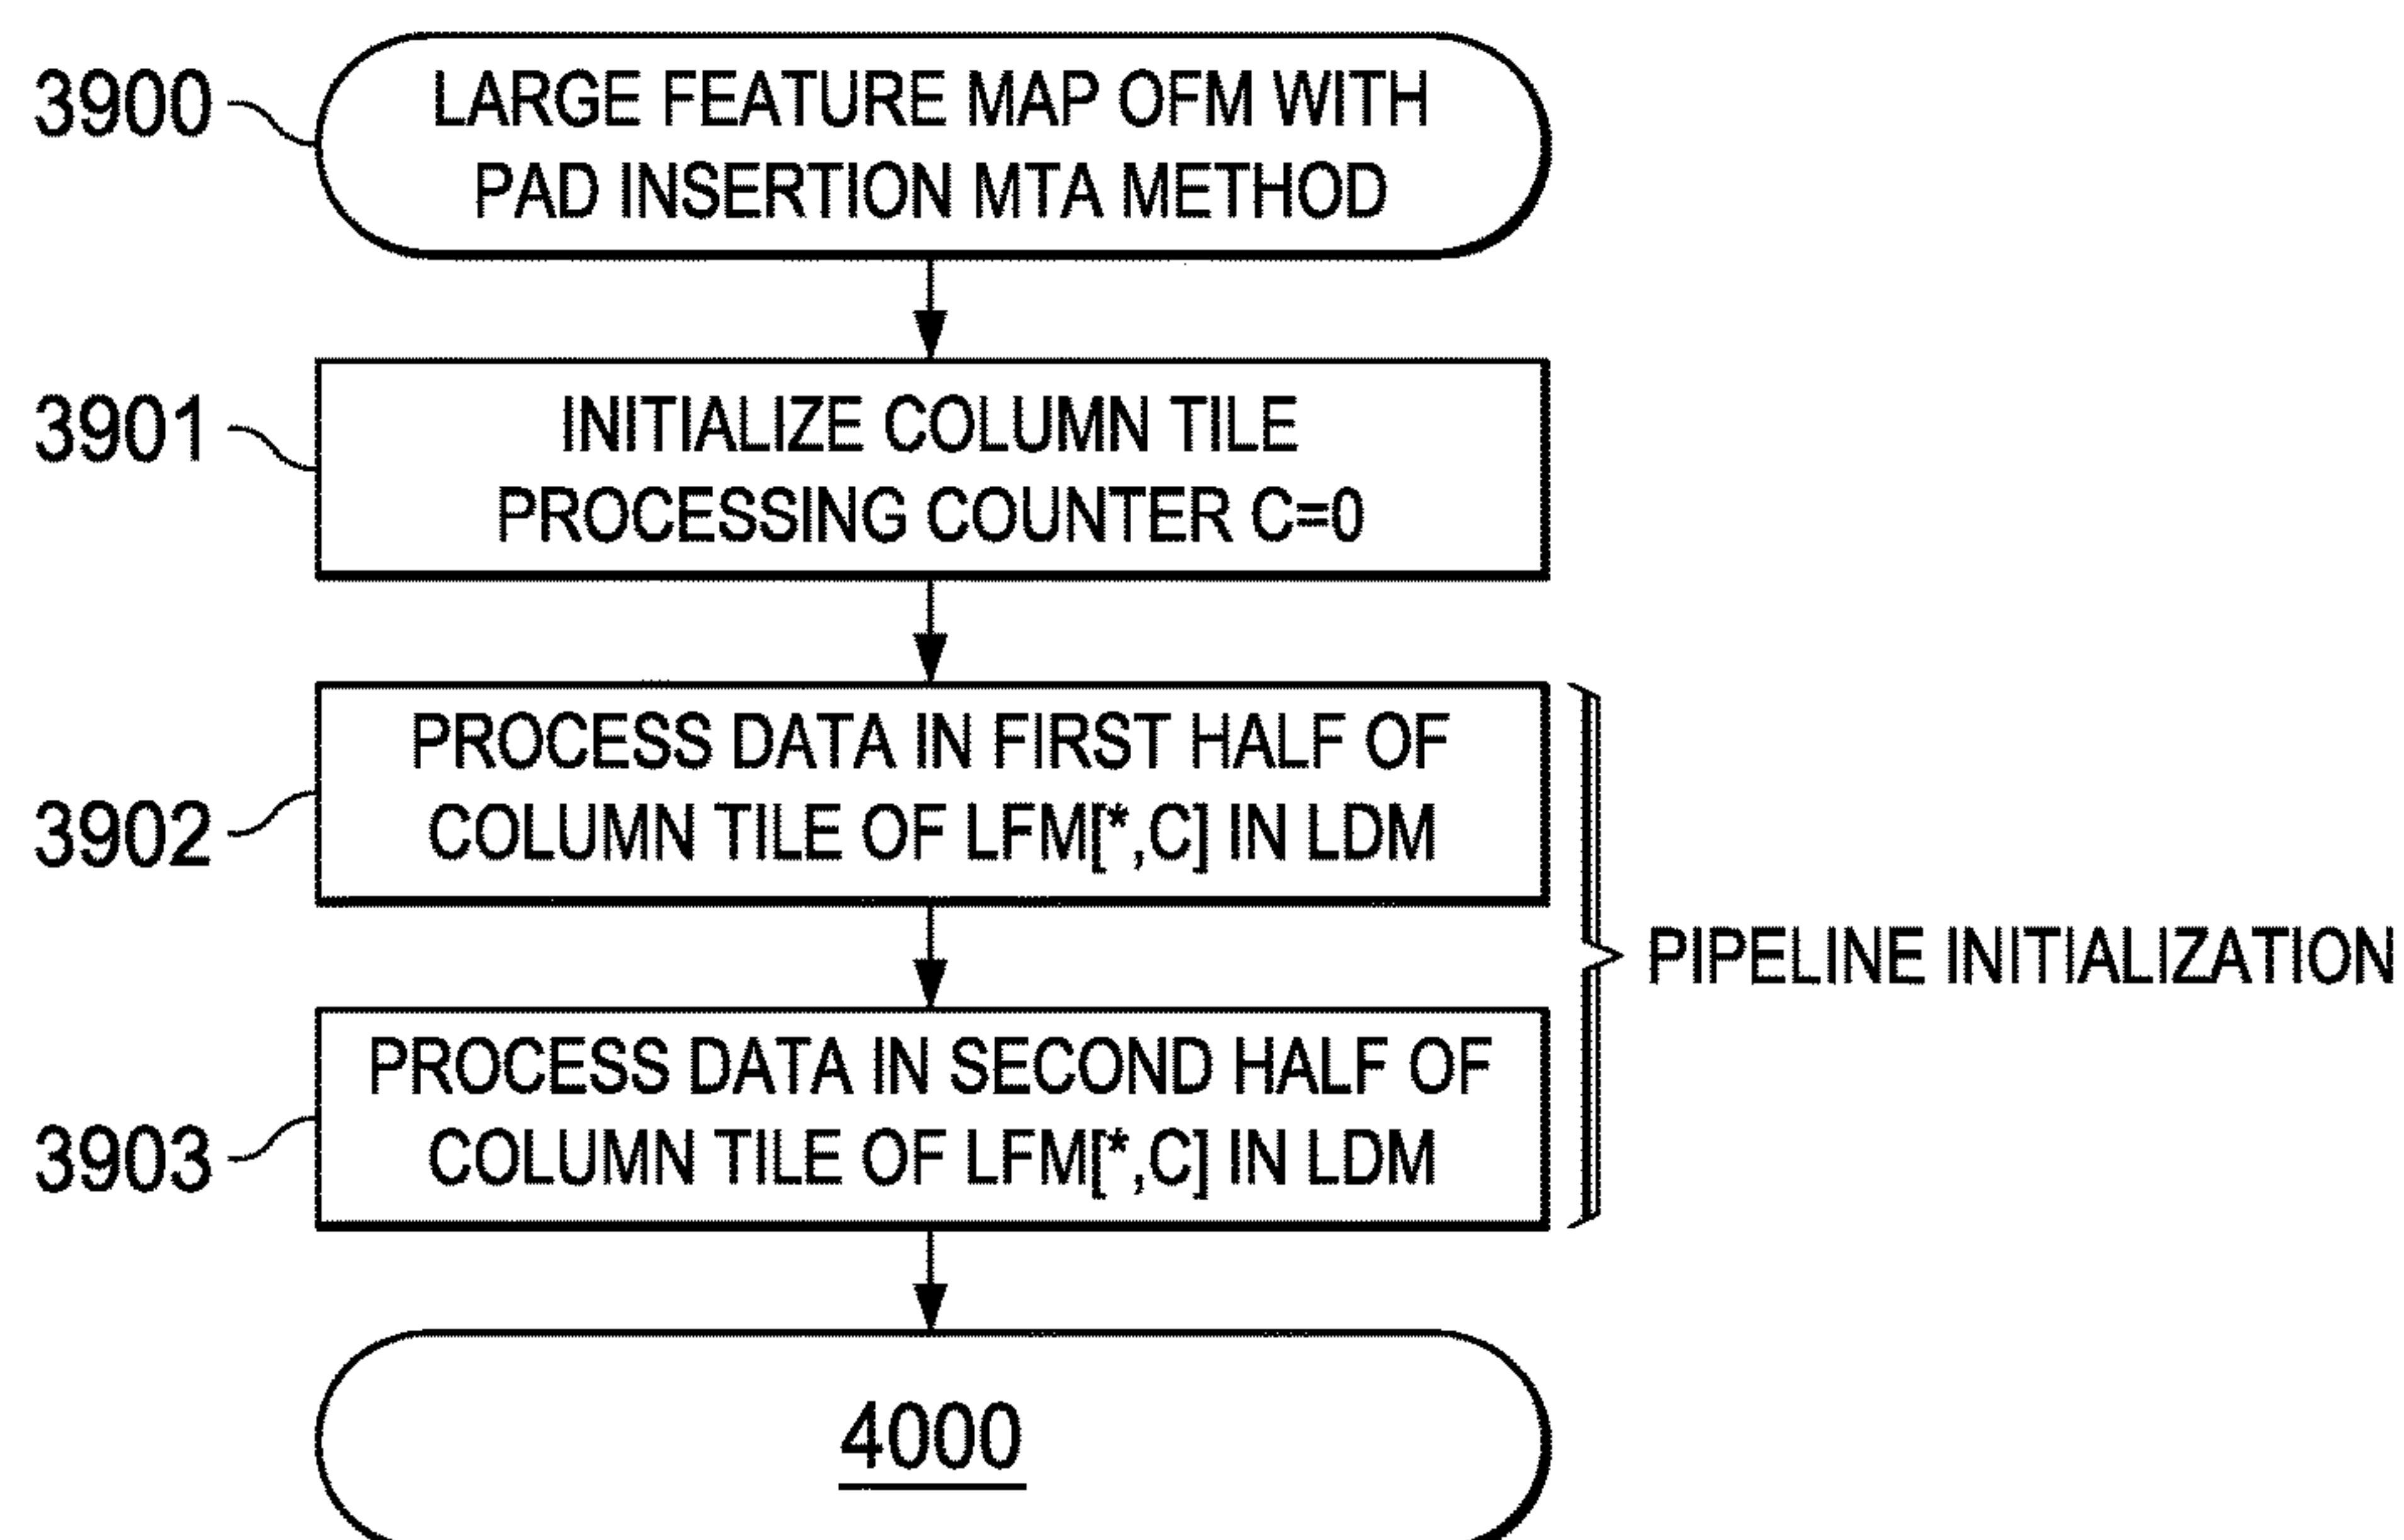 3900
LARGE FEATURE MAP OFM WITH
PAD INSERTION MTA METHOD
3901
INITIALIZE COLUMN TILE
PROCESSING COUNTER C=0
3902
PROCESS DATA IN FIRST HALF OF
COLUMN TILE OF LFM[*,C] IN LDM
PIPELINE INITIALIZATION
3903
PROCESS DATA IN SECOND HALF OF
COLUMN TILE OF LFM[*,C] IN LDM
4000